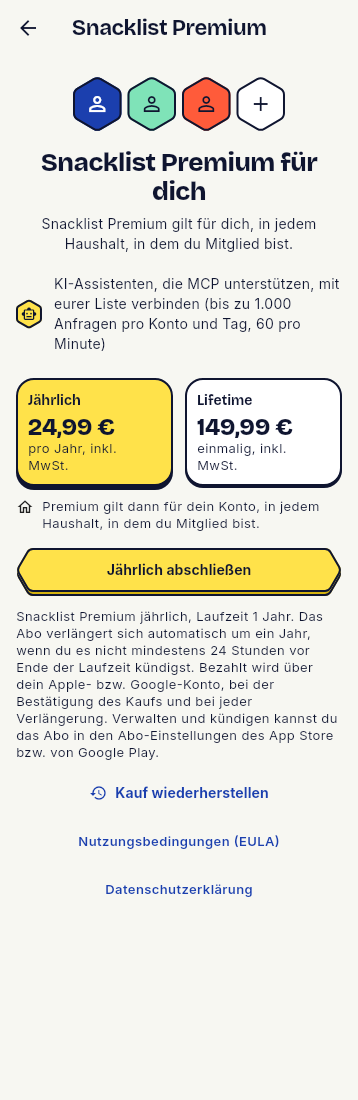 Snacklist Premium
Snacklist Premium für
dich
Snacklist Premium gilt für dich, in jedem
Haushalt, in dem du Mitglied bist.
KI-Assistenten, die MCP unterstützen, mit
eurer Liste verbinden (bis zu 1.000
Anfragen pro Konto und Tag, 60 pro
Minute)
Jährlich
24,99 €
pro Jahr, inkl.
MwSt.
Lifetime
149,99 €
einmalig, inkl.
MwSt.
Premium gilt dann für dein Konto, in jedem
Haushalt, in dem du Mitglied bist.
Jährlich abschließen
Snacklist Premium jährlich, Laufzeit 1 Jahr. Das
Abo verlängert sich automatisch um ein Jahr,
wenn du es nicht mindestens 24 Stunden vor
Ende der Laufzeit kündigst. Bezahlt wird über
dein Apple- bzw. Google-Konto, bei der
Bestätigung des Kaufs und bei jeder
Verlängerung. Verwalten und kündigen kannst du
das Abo in den Abo-Einstellungen des App Store
bzw. von Google Play.
Kauf wiederherstellen
Nutzungsbedingungen (EULA)
Datenschutzerklärung